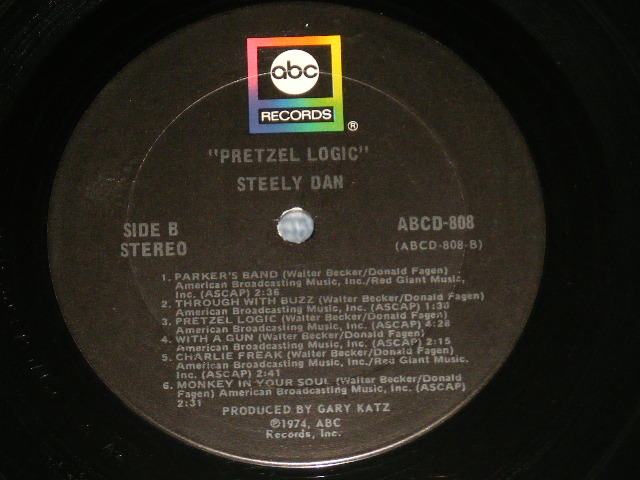 abc
RECORDS
®
"PRETZEL LOGIC"
STEELY DAN
SIDE B
STEREO
ABCD-808
(ABCD-808-B)
1. PARKER'S BAND (Walter Becker/Donald Fagen)
American Broadcasting Music, Inc./Red Giant Music,
Inc. (ASCAP) 2:36
2. THROUGH WITH BUZZ (Walter Becker/Donald Fagen)
American Broadcasting Music, Inc. (ASCAP) 1:30
3. PRETZEL LOGIC (Walter Becker/Donald Fagen)
American Broadcasting Music, Inc. (ASCAP) 4:28
4. WITH A GUN (Walter Becker/Donald Fagen)
American Broadcasting Music, Inc. (ASCAP) 2:15
5. CHARLIE FREAK (Walter Becker/Donald Fagen)
American Broadcasting Music, Inc./Red Giant Music,
Inc. (ASCAP) 2:41
6. MONKEY IN YOUR SOUL (Walter Becker/Donald
Fagen) American Broadcasting Music, Inc. (ASCAP)
2:31
PRODUCED BY GARY KATZ
℗1974, ABC
Records, Inc.